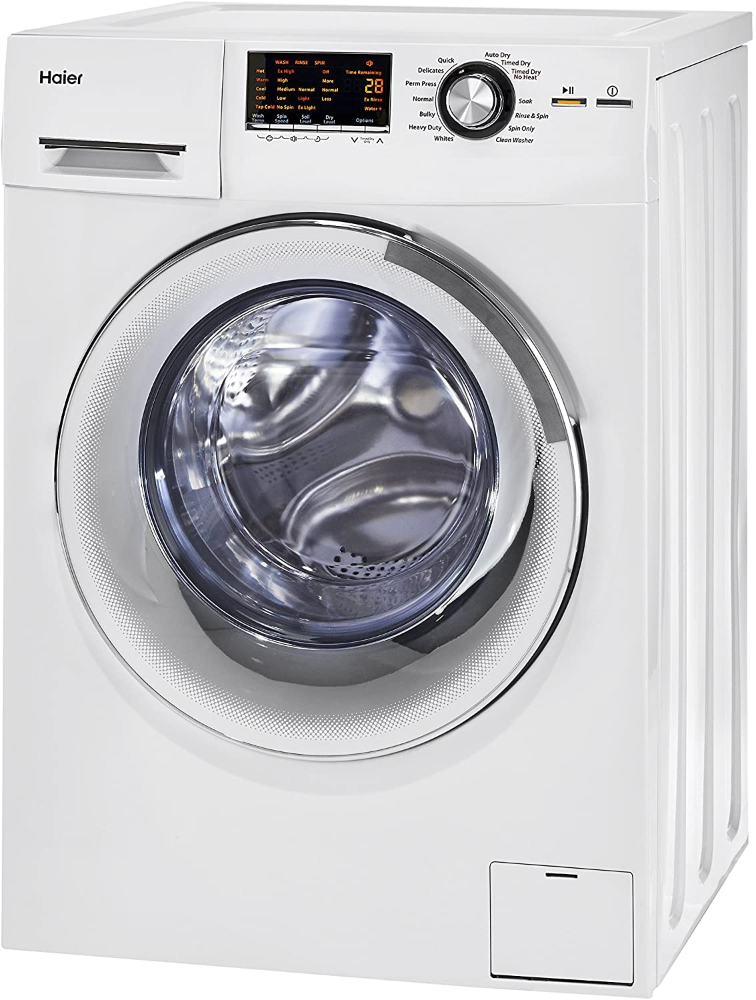 Haier
WASH RINSE SPIN
Hot Ex High Off Time Remaining
Warm High More 28
Cool Medium Normal Normal
Cold Low Light Less Ex Rinse
Tap Cold No Spin Ex Light Water +
Wash Temp Spin Speed Soil Level Dry Level Options
Timed Dry Only
Quick
Delicates
Perm Press
Normal
Bulky
Heavy Duty
Whites
Auto Dry
Timed Dry
Timed Dry
No Heat
Soak
Rinse & Spin
Spin Only
Clean Washer